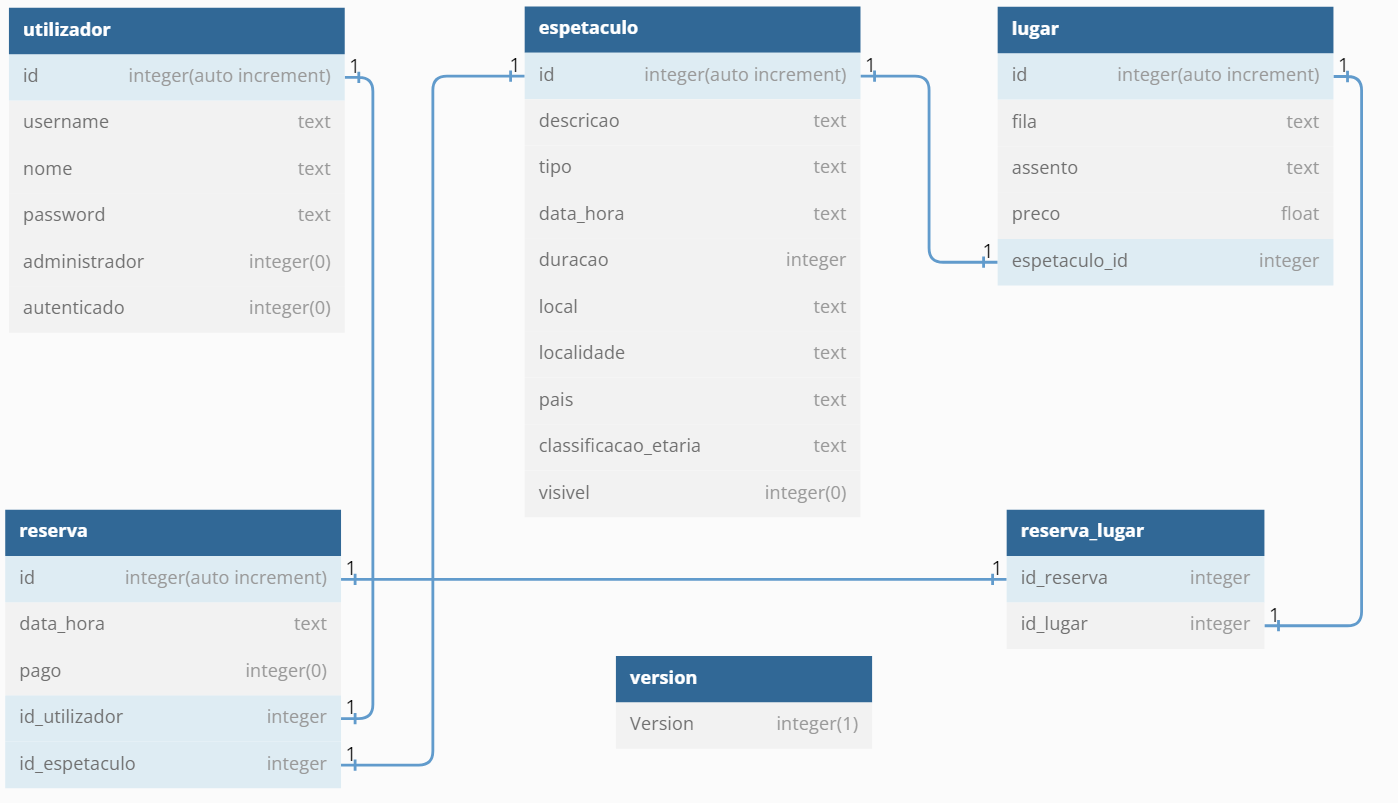 utilizador
id integer(auto increment) 1
username text
nome text
password text
administrador integer(0)
autenticado integer(0)
espetaculo
1 id integer(auto increment) 1
descricao text
tipo text
data_hora text
duracao integer
local text
localidade text
pais text
classificacao_etaria text
visivel integer(0)
lugar
id integer(auto increment) 1
fila text
assento text
preco float
1 espetaculo_id integer
reserva
id integer(auto increment) 1
data_hora text
pago integer(0)
id_utilizador integer 1
id_espetaculo integer 1
reserva_lugar
1 id_reserva integer
id_lugar integer 1
version
Version integer(1)